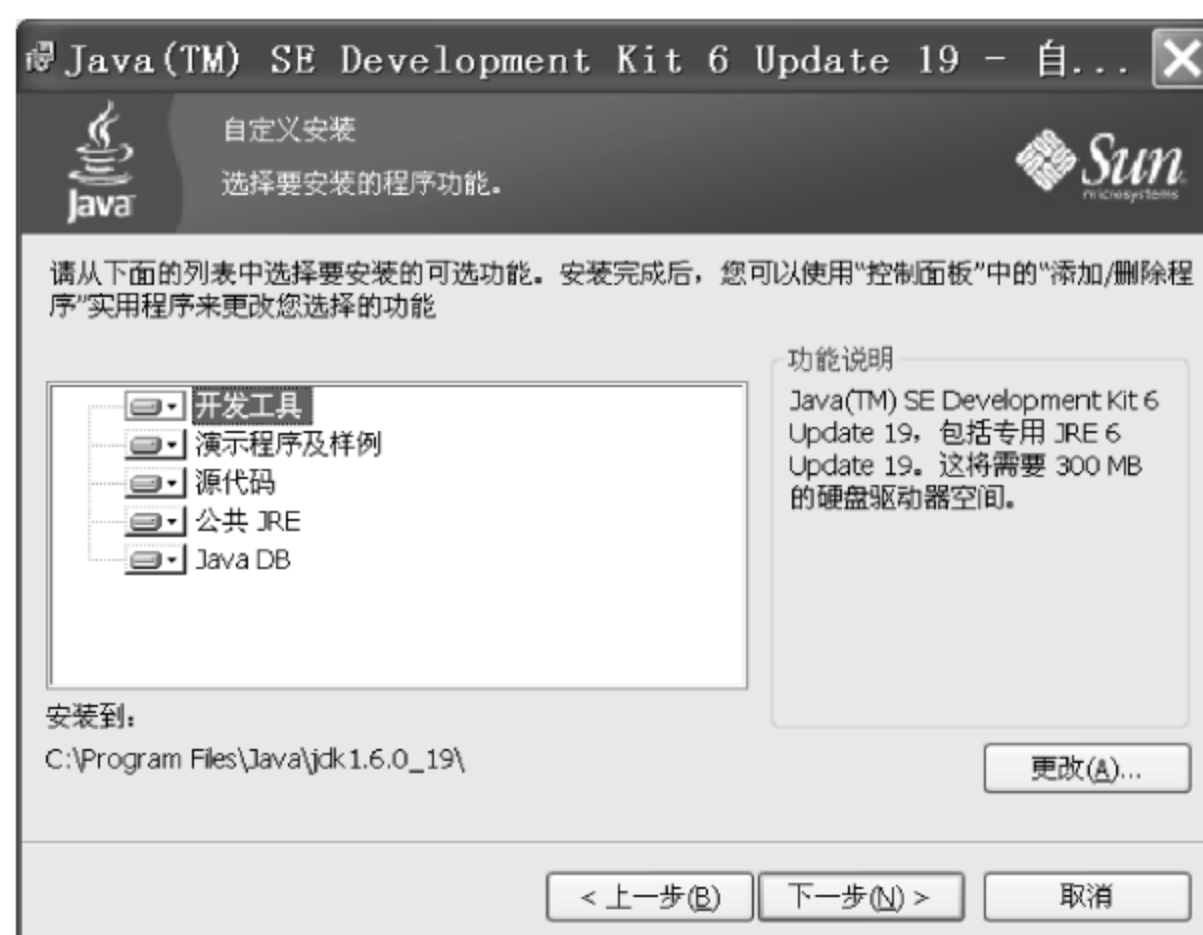 Java(TM) SE Development Kit 6 Update 19 - 自...
自定义安装
选择要安装的程序功能。
Java
Sun
microsystems
请从下面的列表中选择要安装的可选功能。安装完成后，您可以使用“控制面板”中的“添加/删除程
序”实用程序来更改您选择的功能
开发工具
演示程序及样例
源代码
公共 JRE
Java DB
功能说明
Java(TM) SE Development Kit 6
Update 19，包括专用 JRE 6
Update 19。这将需要 300 MB
的硬盘驱动器空间。
安装到：
C:\Program Files\Java\jdk1.6.0_19\
更改(A)...
< 上一步(B)
下一步(N) >
取消